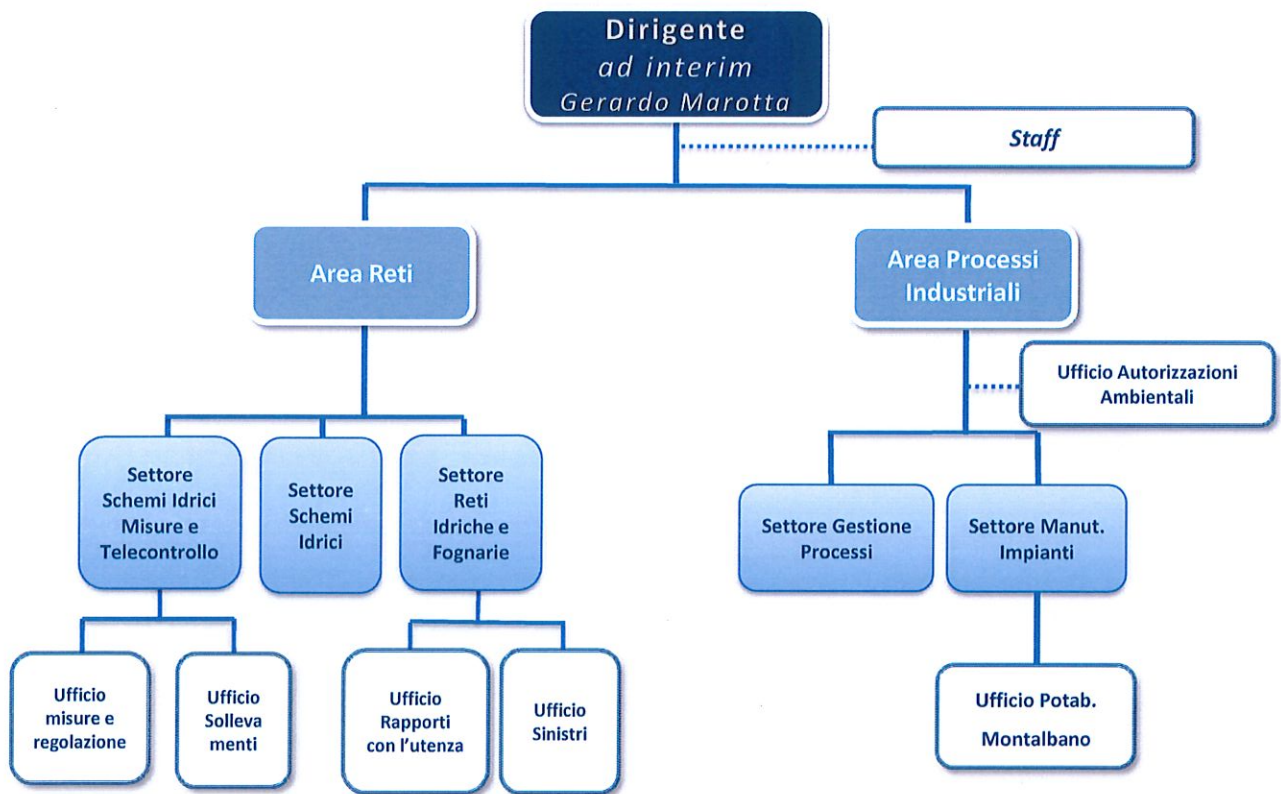 Dirigente
ad interim
Gerardo Marotta
Staff
Area Reti
Area Processi
Industriali
Ufficio Autorizzazioni
Ambientali
Settore
Schemi Idrici
Misure e
Telecontrollo
Settore
Schemi
Idrici
Settore
Reti
Idriche e
Fognarie
Settore Gestione
Processi
Settore Manut.
Impianti
Ufficio
misure e
regolazione
Ufficio
Solleva
menti
Ufficio
Rapporti
con l'utenza
Ufficio
Sinistri
Ufficio Potab.
Montalbano